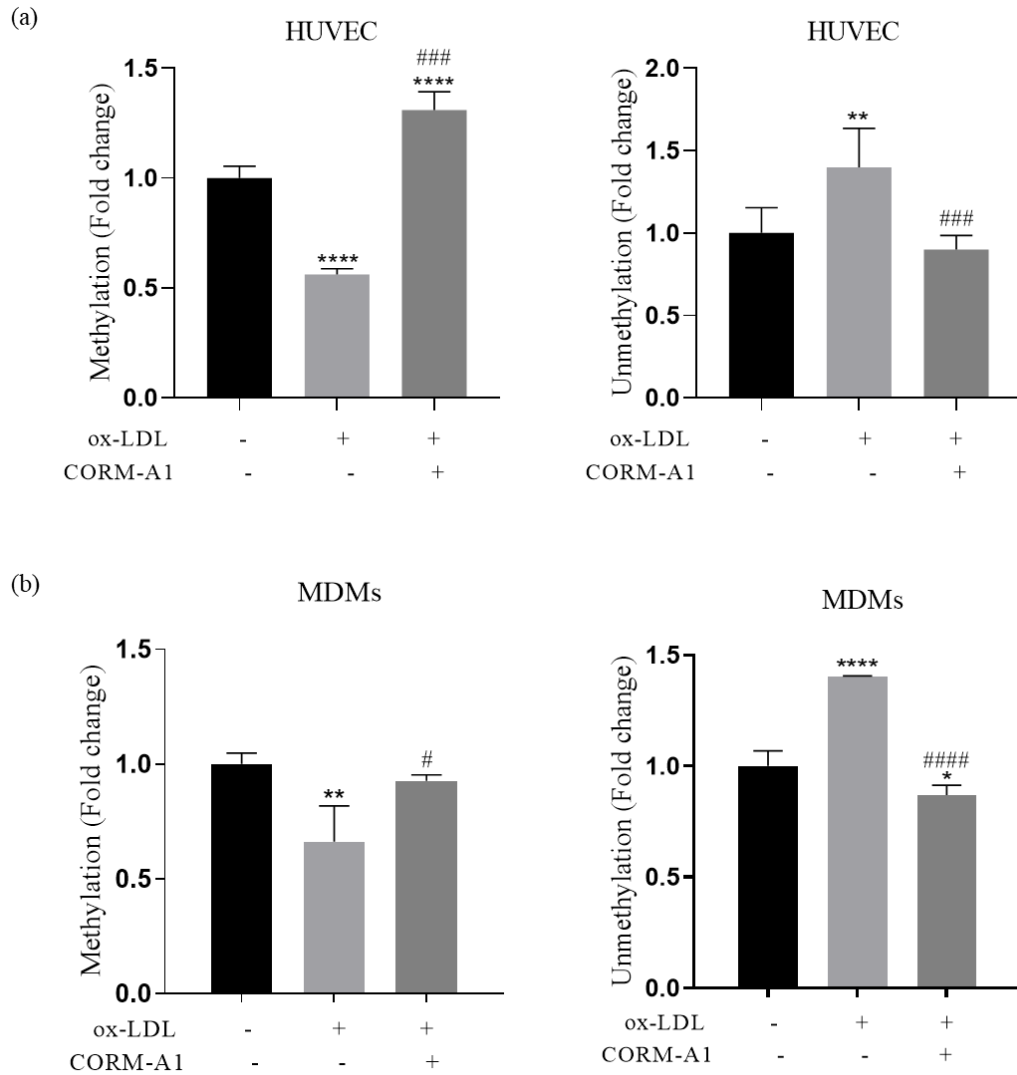 (a)
HUVEC
Methylation (Fold change)
1.5
1.0
0.5
0.0
###
****
****
ox-LDL - + +
CORM-A1 - - +
HUVEC
Unmethylation (Fold change)
2.0
1.5
1.0
0.5
0.0
**
###
ox-LDL - + +
CORM-A1 - - +
(b)
MDMs
Methylation (Fold change)
1.5
1.0
0.5
0.0
**
#
ox-LDL - + +
CORM-A1 - - +
MDMs
Unmethylation (Fold change)
1.5
1.0
0.5
0.0
****
####
*
ox-LDL - + +
CORM-A1 - - +